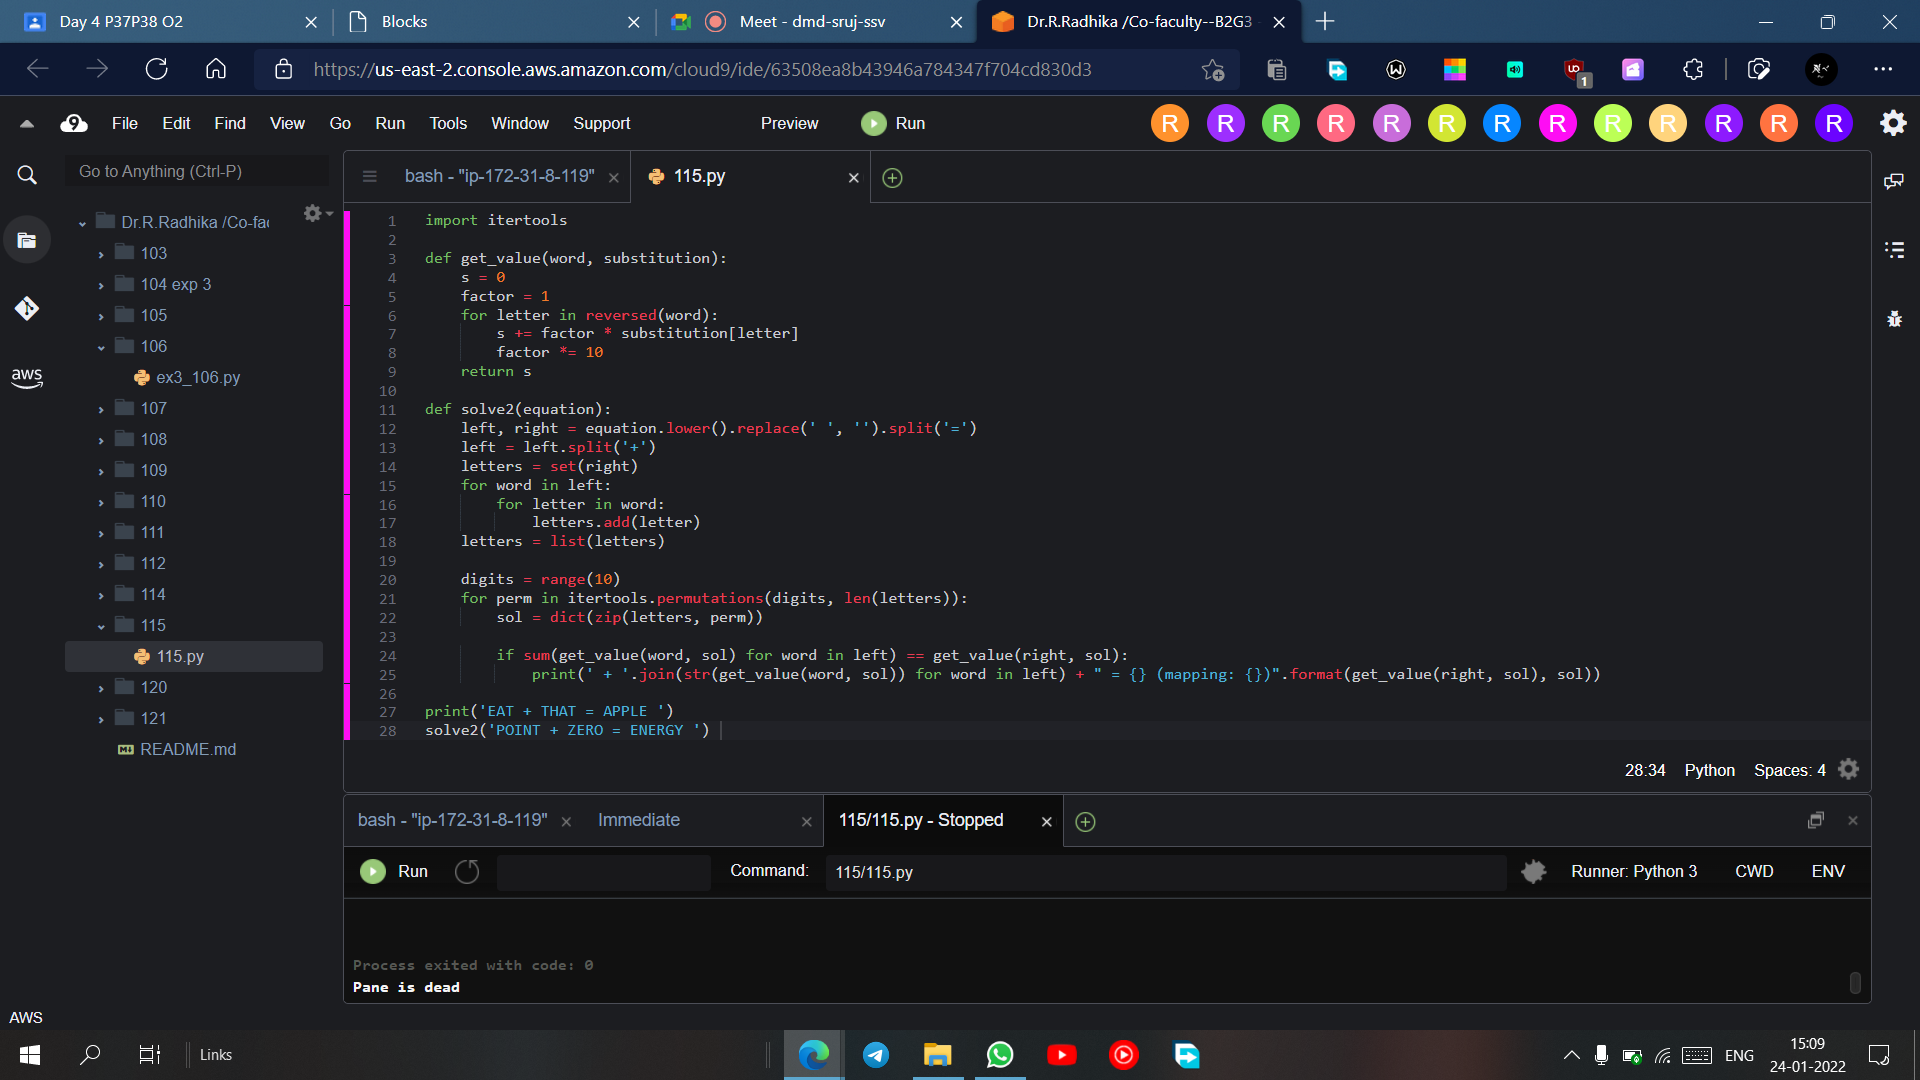 Day 4 P37P38 O2
Blocks
Meet - dmd-sruj-ssv
Dr.R.Radhika /Co-faculty--B2G3
https://us-east-2.console.aws.amazon.com/cloud9/ide/63508ea8b43946a784347f704cd830d3
1
9 File Edit Find View Go Run Tools Window Support Preview Run
R R R R R R R R R R R R R
Go to Anything (Ctrl-P)
Dr.R.Radhika /Co-fac
103
104 exp 3
105
106
ex3_106.py
107
108
109
110
111
112
114
115
115.py
120
121
README.md
aws
AWS
bash - "ip-172-31-8-119" 115.py
1 import itertools
2
3 def get_value(word, substitution):
4     s = 0
5     factor = 1
6     for letter in reversed(word):
7         s += factor * substitution[letter]
8         factor *= 10
9     return s
10
11 def solve2(equation):
12     left, right = equation.lower().replace(' ', '').split('=')
13     left = left.split('+')
14     letters = set(right)
15     for word in left:
16         for letter in word:
17             letters.add(letter)
18     letters = list(letters)
19
20     digits = range(10)
21     for perm in itertools.permutations(digits, len(letters)):
22         sol = dict(zip(letters, perm))
23
24         if sum(get_value(word, sol) for word in left) == get_value(right, sol):
25             print(' + '.join(str(get_value(word, sol)) for word in left) + " = {} (mapping: {})".format(get_value(right, sol), sol))
26
27 print('EAT + THAT = APPLE ')
28 solve2('POINT + ZERO = ENERGY ')
28:34 Python Spaces: 4
bash - "ip-172-31-8-119" Immediate 115/115.py - Stopped
Run Command: 115/115.py Runner: Python 3 CWD ENV
Process exited with code: 0
Pane is dead
Links
ENG
15:09
24-01-2022